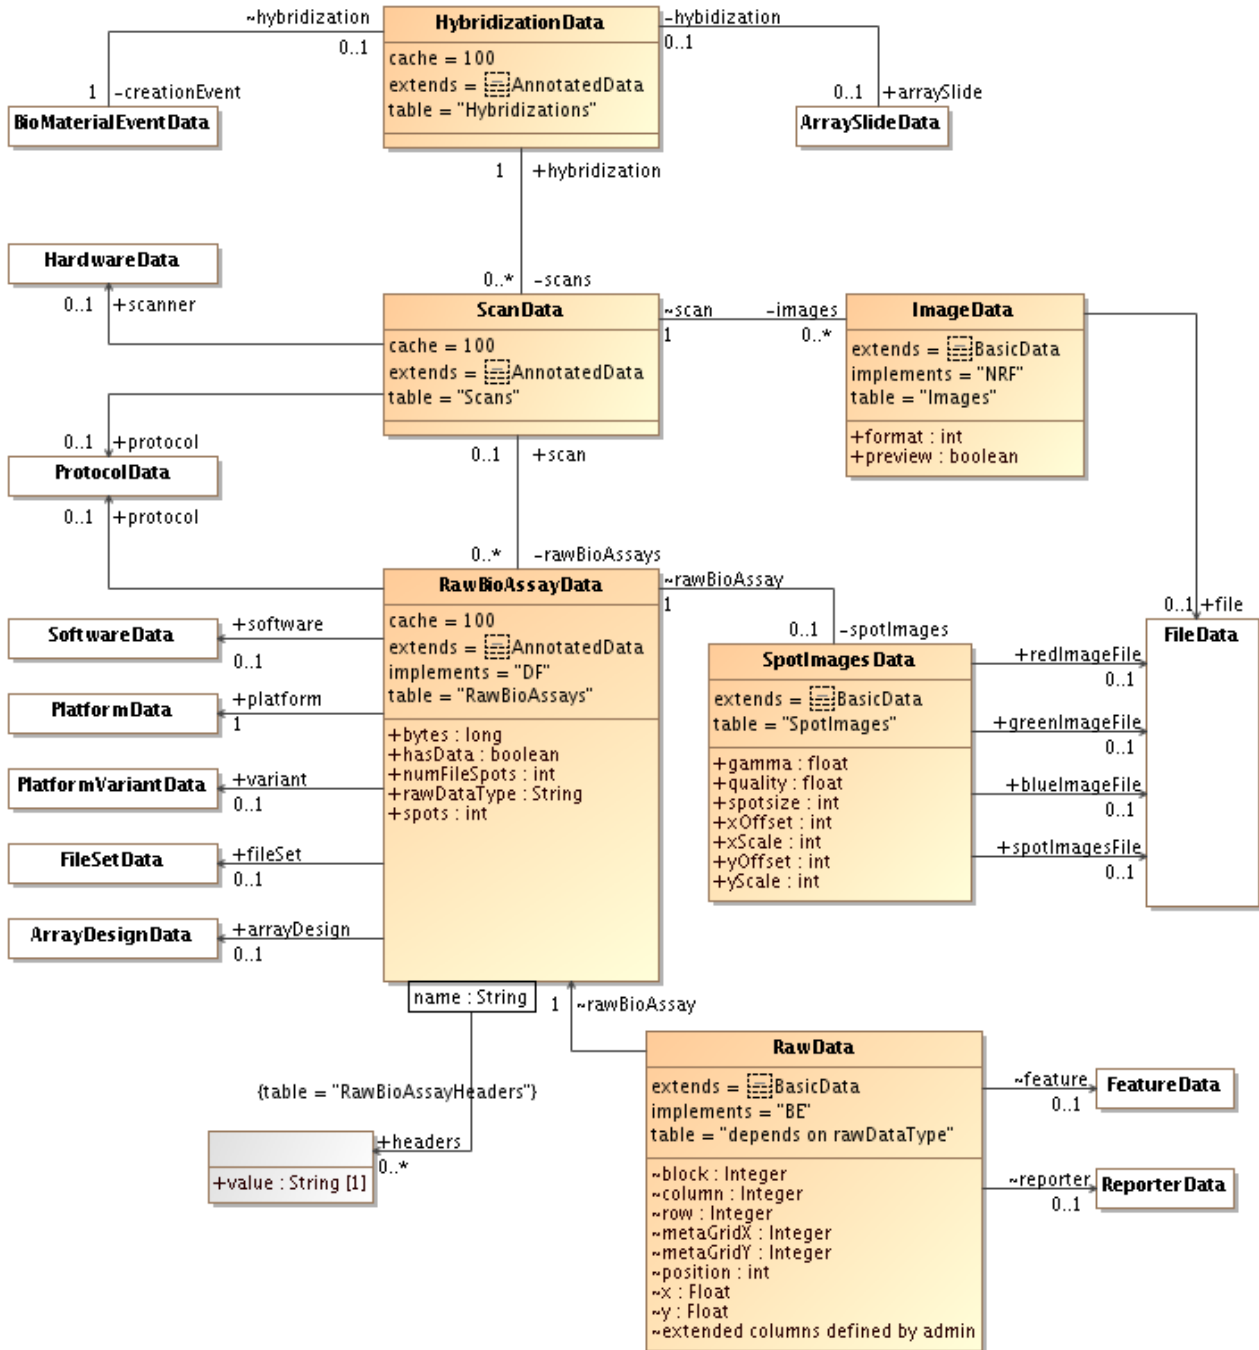 ~hybridization
HybridizationData
-hybidization
0..1
0..1
cache = 100
extends = AnnotatedData
table = "Hybridizations"
1 -creationEvent
0..1 +arraySlide
BioMaterialEventData
ArraySlideData
1 +hybridization
HardwareData
0..1 +scanner
0..* -scans
ScanData
~scan
-images
1
0..*
ImageData
cache = 100
extends = AnnotatedData
table = "Scans"
extends = BasicData
implements = "NRF"
table = "Images"
+format : int
+preview : boolean
0..1 +protocol
0..1 +scan
ProtocolData
0..1 +protocol
0..* -rawBioAssays
RawBioAssayData
~rawBioAssay
1
0..1 +file
FileData
cache = 100
extends = AnnotatedData
implements = "DF"
table = "RawBioAssays"
+bytes : long
+hasData : boolean
+numFileSpots : int
+rawDataType : String
+spots : int
SoftwareData
+software
0..1
PlatformData
+platform
1
PlatformVariantData
+variant
0..1
FileSetData
+fileSet
0..1
ArrayDesignData
+arrayDesign
0..1
0..1 -spotImages
SpotImagesData
extends = BasicData
table = "SpotImages"
+gamma : float
+quality : float
+spotsize : int
+xOffset : int
+xScale : int
+yOffset : int
+yScale : int
+redImageFile
0..1
+greenImageFile
0..1
+blueImageFile
0..1
+spotImagesFile
0..1
name : String
1 ~rawBioAssay
{table = "RawBioAssayHeaders"}
+headers
0..*
+value : String [1]
RawData
extends = BasicData
implements = "BE"
table = "depends on rawDataType"
~block : Integer
~column : Integer
~row : Integer
~metaGridX : Integer
~metaGridY : Integer
~position : int
~x : Float
~y : Float
~extended columns defined by admin
~feature
0..1
FeatureData
~reporter
0..1
ReporterData